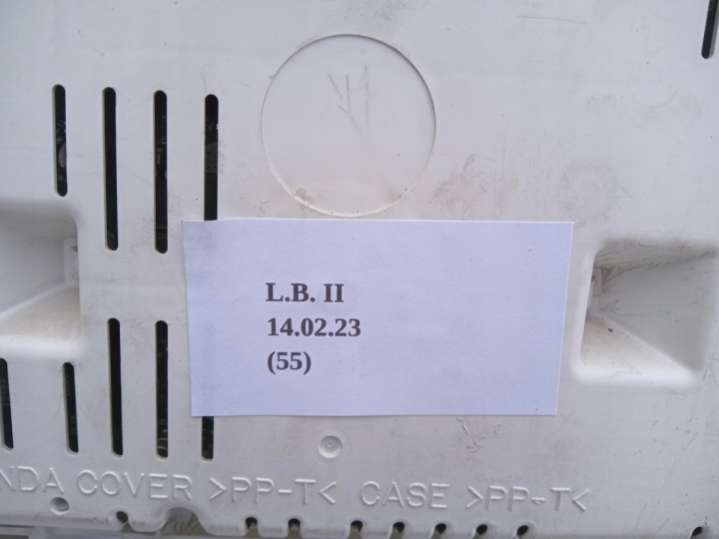 L.B. II
14.02.23
(55)
NDA COVER >PP-T< CASE >PP-T<